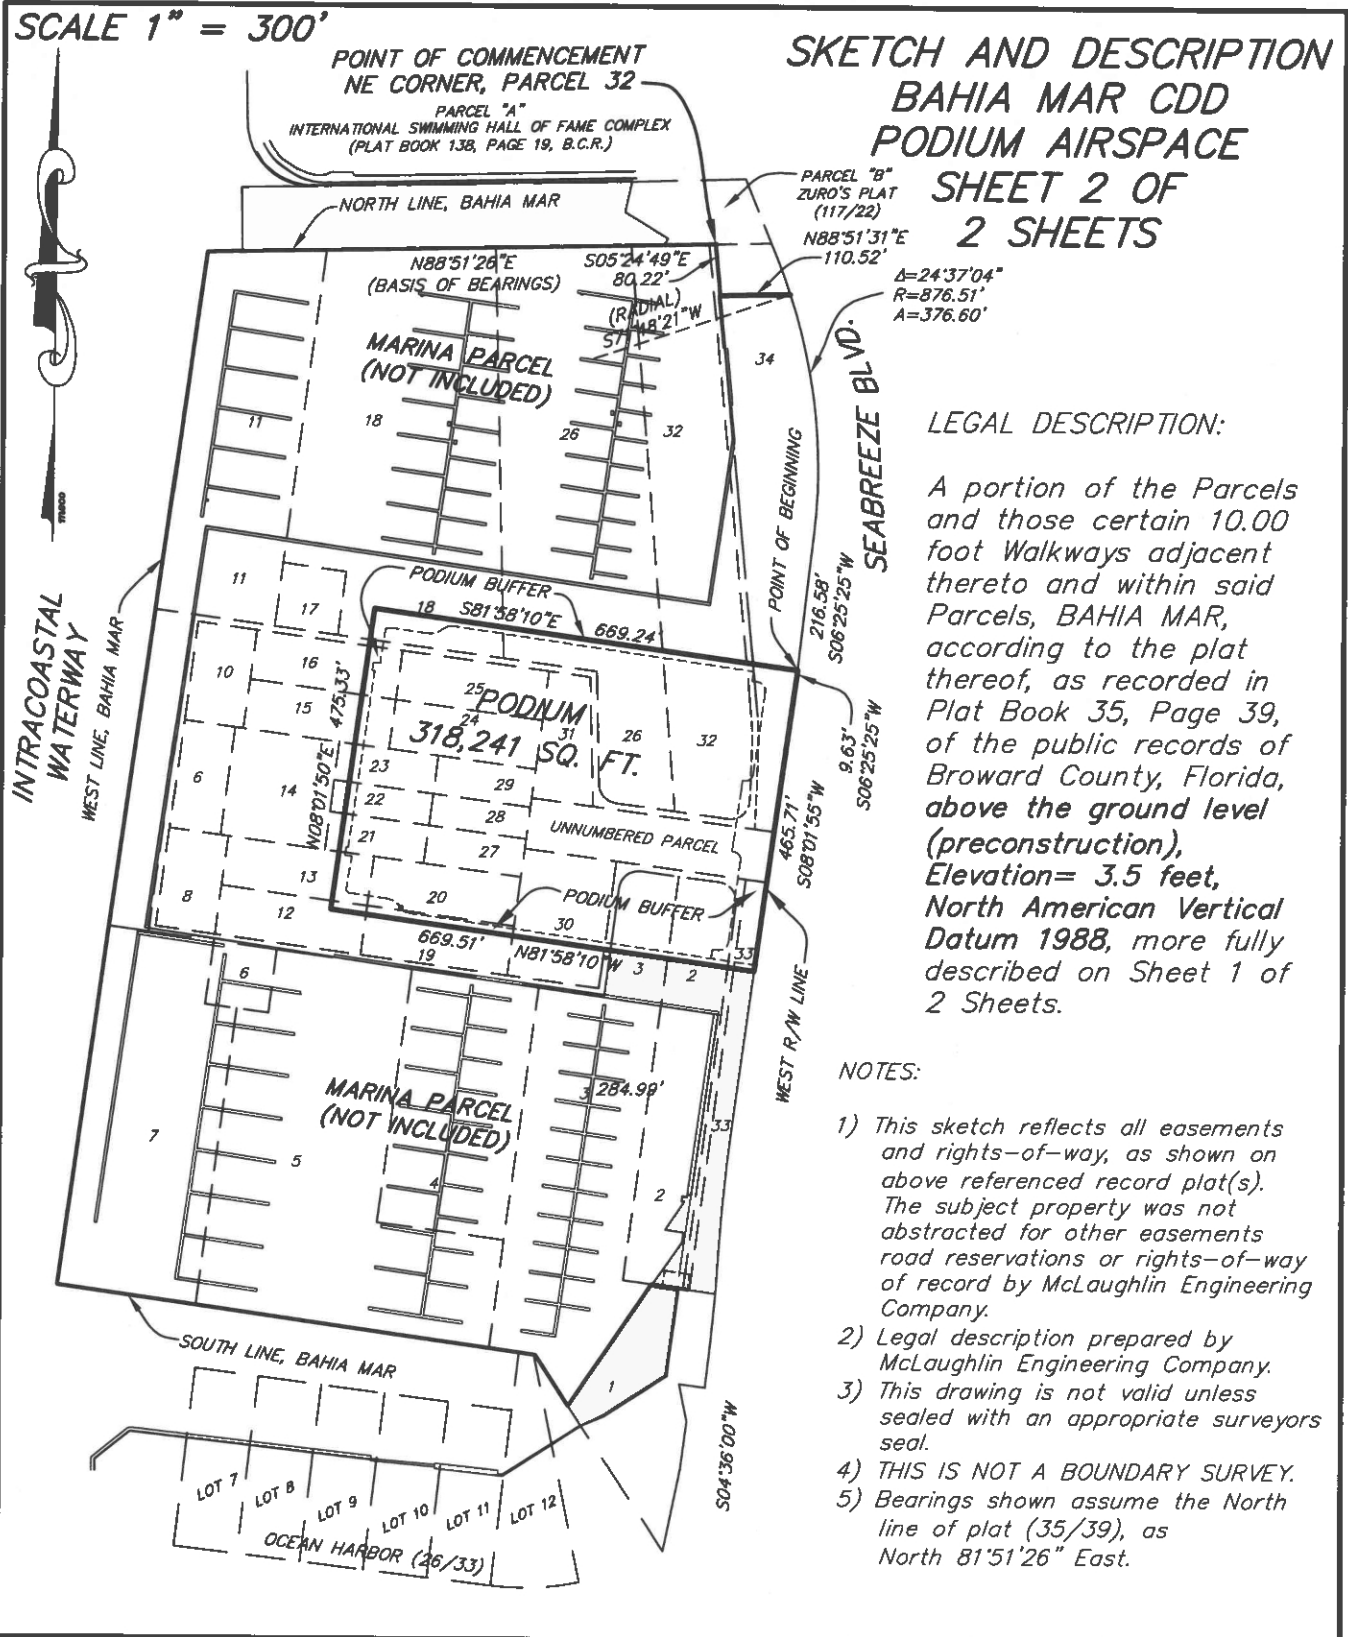 SCALE 1" = 300'
POINT OF COMMENCEMENT
NE CORNER, PARCEL 32
PARCEL "A"
INTERNATIONAL SWIMMING HALL OF FAME COMPLEX
(PLAT BOOK 138, PAGE 19, B.C.R.)
SKETCH AND DESCRIPTION
BAHIA MAR CDD
PODIUM AIRSPACE
SHEET 2 OF
2 SHEETS
PARCEL "B"
ZURO'S PLAT
(117/22)
N88°51'31"E
110.52'
Δ=24°37'04"
R=876.51'
A=376.60'
NORTH LINE, BAHIA MAR
N88°51'26"E
(BASIS OF BEARINGS)
S05°24'49"E
80.22'
(RADIAL)
MARINA PARCEL
(NOT INCLUDED)
11
18
26
32
34
SEABREEZE BLVD.
POINT OF BEGINNING
216.58'
S06°25'25"W
meco
INTRACOASTAL
WATERWAY
WEST LINE, BAHIA MAR
PODIUM BUFFER
S81°58'10"E
669.24'
11
17
18
10
16
15
6
14
8
13
12
475.33'
N08°01'50"E
25
24
31
26
32
PODIUM
318,241 SQ. FT.
23
22
21
29
28
27
20
30
UNNUMBERED PARCEL
PODIUM BUFFER
9.63'
S06°25'25"W
465.71'
S08°01'55"W
669.51'
N81°58'10"W
19
3
2
33
WEST R/W LINE
6
7
5
4
3
284.99'
2
33
1
MARINA PARCEL
(NOT INCLUDED)
SOUTH LINE, BAHIA MAR
S04°36'00"W
LOT 7
LOT 8
LOT 9
LOT 10
LOT 11
LOT 12
OCEAN HARBOR (26/33)
LEGAL DESCRIPTION:
A portion of the Parcels
and those certain 10.00
foot Walkways adjacent
thereto and within said
Parcels, BAHIA MAR,
according to the plat
thereof, as recorded in
Plat Book 35, Page 39,
of the public records of
Broward County, Florida,
above the ground level
(preconstruction),
Elevation= 3.5 feet,
North American Vertical
Datum 1988, more fully
described on Sheet 1 of
2 Sheets.
NOTES:
1) This sketch reflects all easements
and rights-of-way, as shown on
above referenced record plat(s).
The subject property was not
abstracted for other easements
road reservations or rights-of-way
of record by McLaughlin Engineering
Company.
2) Legal description prepared by
McLaughlin Engineering Company.
3) This drawing is not valid unless
sealed with an appropriate surveyors
seal.
4) THIS IS NOT A BOUNDARY SURVEY.
5) Bearings shown assume the North
line of plat (35/39), as
North 81°51'26" East.